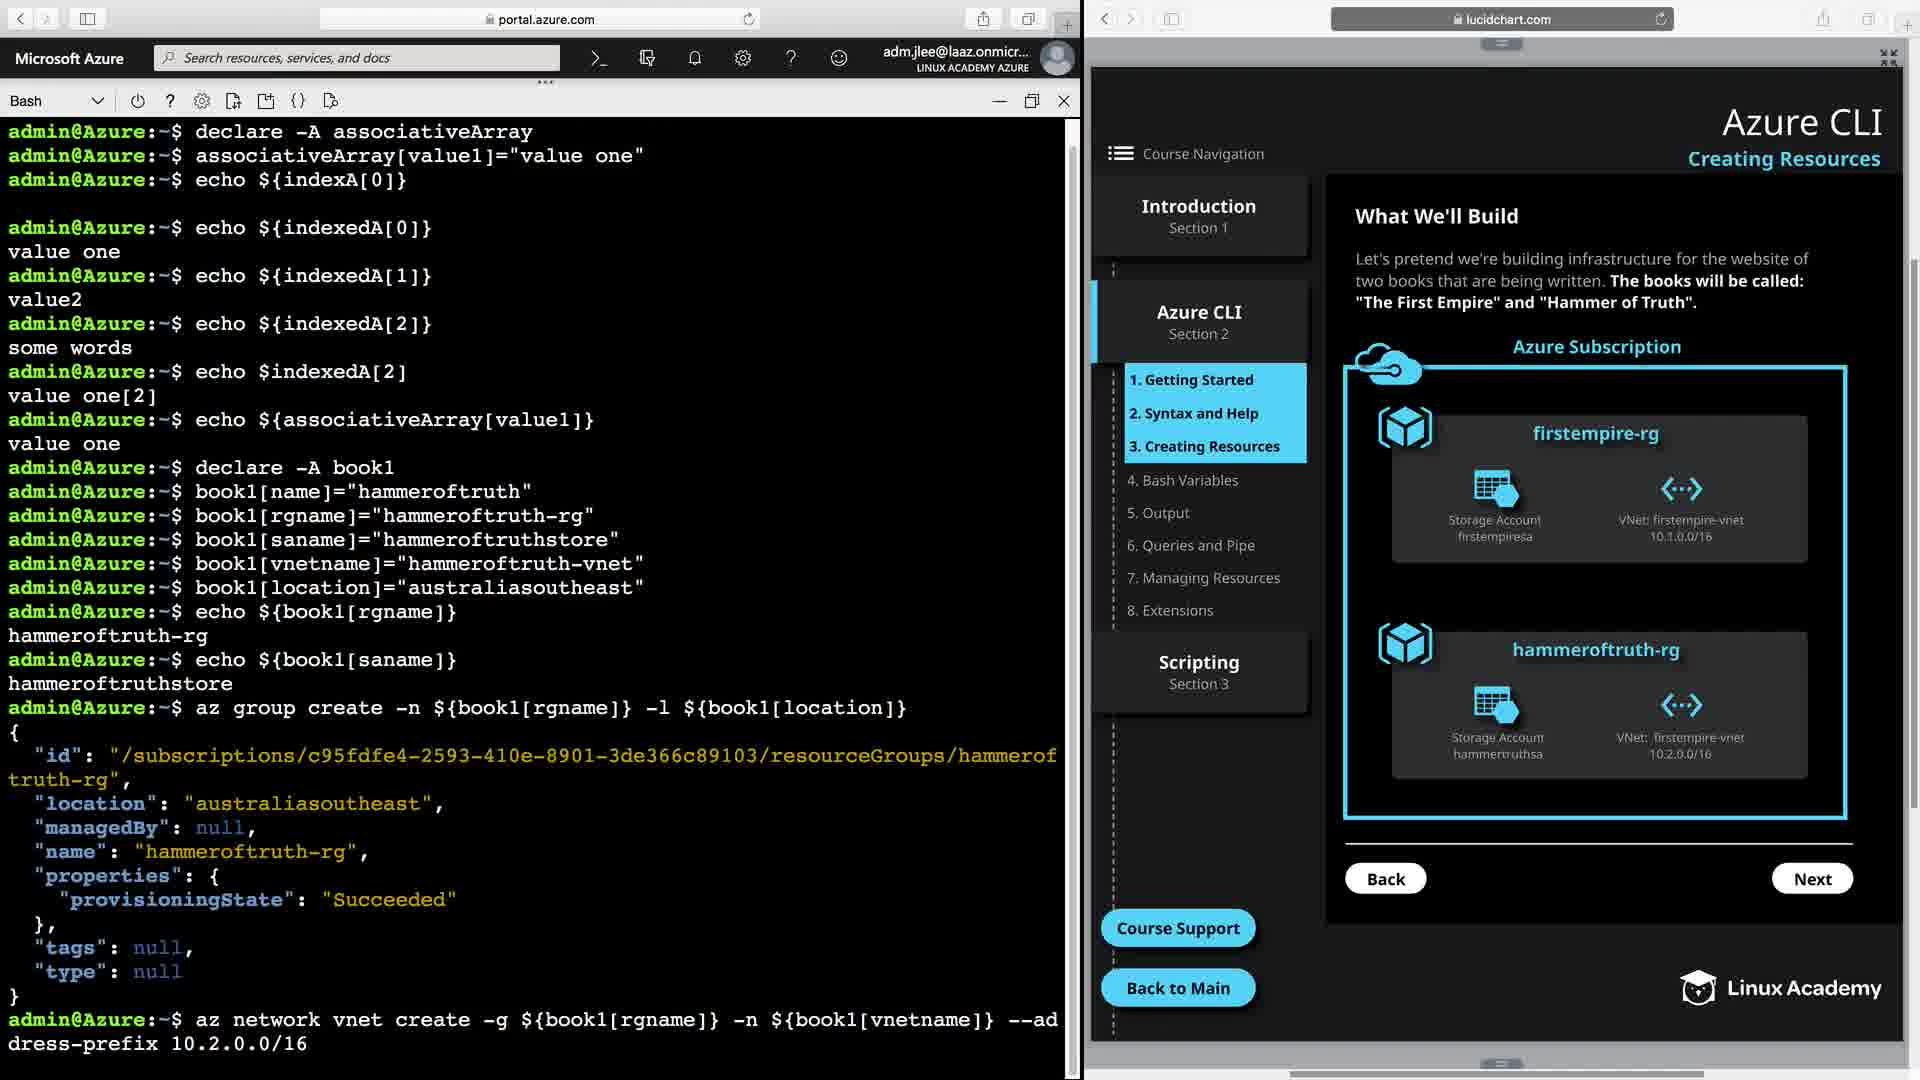 portal.azure.com
Microsoft Azure
Search resources, services, and docs
adm.jlee@laaz.onmicr...
LINUX ACADEMY AZURE
Bash
admin@Azure:~$ declare -A associativeArray
admin@Azure:~$ associativeArray[value1]="value one"
admin@Azure:~$ echo ${indexA[0]}
admin@Azure:~$ echo ${indexedA[0]}
value one
admin@Azure:~$ echo ${indexedA[1]}
value2
admin@Azure:~$ echo ${indexedA[2]}
some words
admin@Azure:~$ echo $indexedA[2]
value one[2]
admin@Azure:~$ echo ${associativeArray[value1]}
value one
admin@Azure:~$ declare -A book1
admin@Azure:~$ book1[name]="hammeroftruth"
admin@Azure:~$ book1[rgname]="hammeroftruth-rg"
admin@Azure:~$ book1[saname]="hammeroftruthstore"
admin@Azure:~$ book1[vnetname]="hammeroftruth-vnet"
admin@Azure:~$ book1[location]="australiasoutheast"
admin@Azure:~$ echo ${book1[rgname]}
hammeroftruth-rg
admin@Azure:~$ echo ${book1[saname]}
hammeroftruthstore
admin@Azure:~$ az group create -n ${book1[rgname]} -l ${book1[location]}
{
"id": "/subscriptions/c95fdfe4-2593-410e-8901-3de366c89103/resourceGroups/hammerof
truth-rg",
"location": "australiasoutheast",
"managedBy": null,
"name": "hammeroftruth-rg",
"properties": {
"provisioningState": "Succeeded"
},
"tags": null,
"type": null
}
admin@Azure:~$ az network vnet create -g ${book1[rgname]} -n ${book1[vnetname]} --ad
dress-prefix 10.2.0.0/16
lucidchart.com
Azure CLI
Creating Resources
Course Navigation
Introduction
Section 1
Azure CLI
Section 2
1. Getting Started
2. Syntax and Help
3. Creating Resources
4. Bash Variables
5. Output
6. Queries and Pipe
7. Managing Resources
8. Extensions
Scripting
Section 3
Course Support
Back to Main
What We'll Build
Let's pretend we're building infrastructure for the website of
two books that are being written. The books will be called:
"The First Empire" and "Hammer of Truth".
Azure Subscription
firstempire-rg
Storage Account
firstempiresa
VNet: firstempire-vnet
10.1.0.0/16
hammeroftruth-rg
Storage Account
hammertruthsa
VNet: firstempire-vnet
10.2.0.0/16
Back
Next
Linux Academy